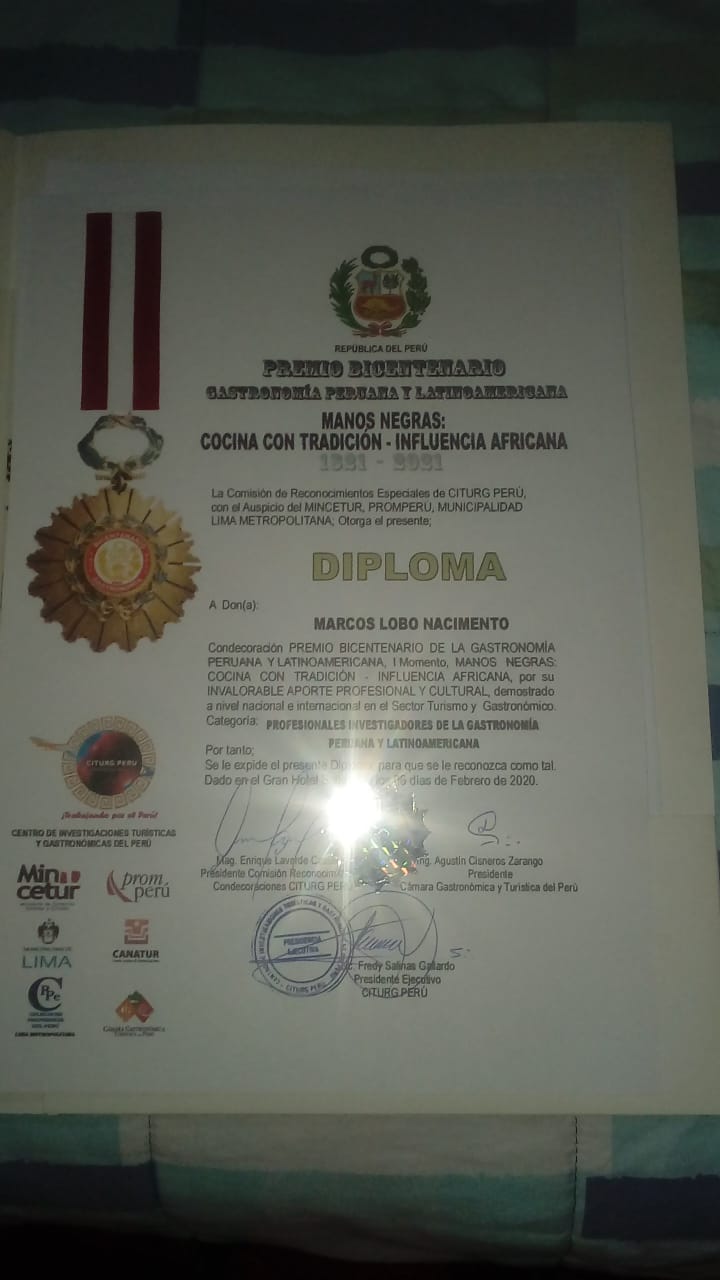 REPÚBLICA DEL PERÚ
PREMIO BICENTENARIO
GASTRONOMÍA PERUANA Y LATINOAMERICANA
MANOS NEGRAS:
COCINA CON TRADICIÓN - INFLUENCIA AFRICANA
1821 - 2021
La Comisión de Reconocimientos Especiales de CITURG PERÚ,
con el Auspicio del MINCETUR, PROMPERÚ, MUNICIPALIDAD
LIMA METROPOLITANA; Otorga el presente;
DIPLOMA
A Don(a):
MARCOS LOBO NACIMENTO
Condecoración PREMIO BICENTENARIO DE LA GASTRONOMÍA
PERUANA Y LATINOAMERICANA, I Momento, MANOS NEGRAS:
COCINA CON TRADICIÓN - INFLUENCIA AFRICANA, por su
INVALORABLE APORTE PROFESIONAL Y CULTURAL, demostrado
a nivel nacional e internacional en el Sector Turismo y Gastronómico.
Categoría: PROFESIONALES INVESTIGADORES DE LA GASTRONOMÍA
PERUANA Y LATINOAMERICANA
Por tanto;
Se le expide el presente para que se le reconozca como tal.
Dado en el Gran Hotel días de Febrero de 2020.
Mag. Enrique
Presidente Comisión
Condecoraciones CITURG
Ing. Agustín Cisneros Zarango
Presidente
Cámara Gastronómica y Turística del Perú
Fredy Salinas Gallardo
Presidente Ejecutivo
CITURG PERÚ
PRESIDENCIA
EJECUTIVA
CITURG PERÚ
CITURG PERU
¡Trabajando por el Perú!
CENTRO DE INVESTIGACIONES TURÍSTICAS
Y GASTRONÓMICAS DEL PERÚ
Mincetur
prom
perú
LIMA
CANATUR